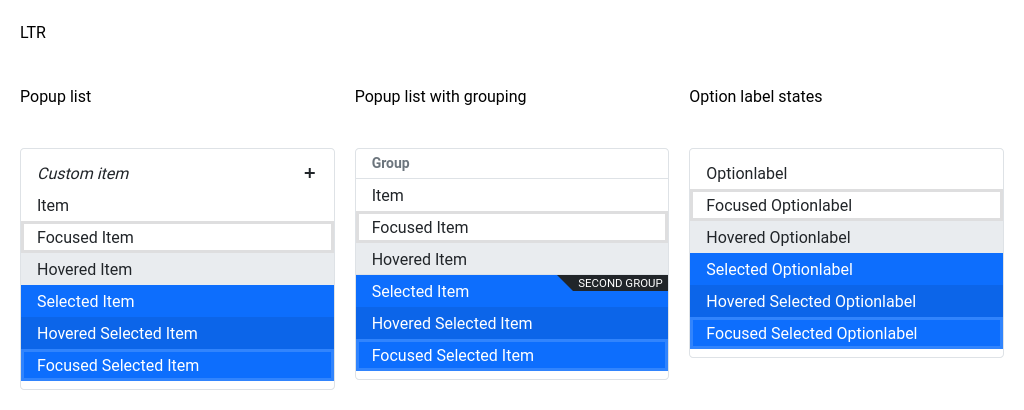 LTR
Popup list
Custom item +
Item
Focused Item
Hovered Item
Selected Item
Hovered Selected Item
Focused Selected Item
Popup list with grouping
Group
Item
Focused Item
Hovered Item
Selected Item SECOND GROUP
Hovered Selected Item
Focused Selected Item
Option label states
Optionlabel
Focused Optionlabel
Hovered Optionlabel
Selected Optionlabel
Hovered Selected Optionlabel
Focused Selected Optionlabel